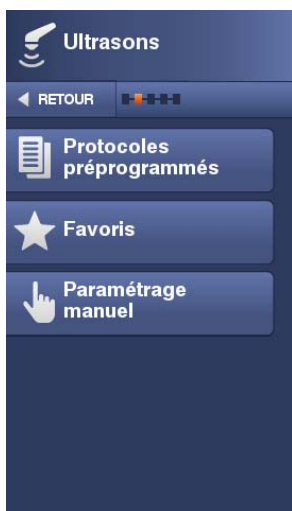 Ultrasons
RETOUR
Protocoles
préprogrammés
Favoris
Paramétrage
manuel